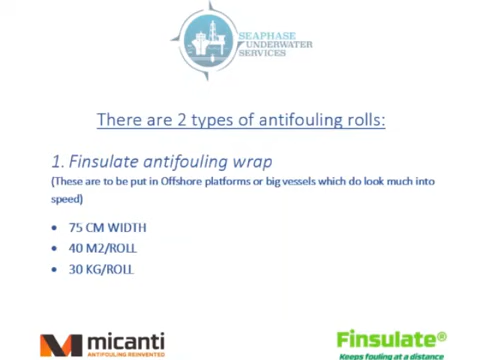 SEAPHASE
UNDERWATER
SERVICES
There are 2 types of antifouling rolls:
1. Finsulate antifouling wrap
(These are to be put in Offshore platforms or big vessels which do look much into
speed)
• 75 CM WIDTH
• 40 M2/ROLL
• 30 KG/ROLL
micanti
ANTIFOULING REINVENTED
Finsulate®
Keeps fouling at a distance